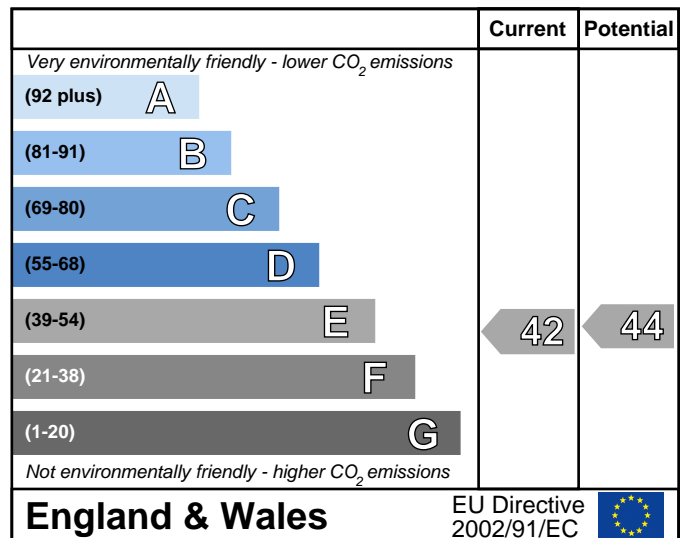 Current Potential
Very environmentally friendly - lower CO2 emissions
(92 plus) A
(81-91) B
(69-80) C
(55-68) D
(39-54) E 42 44
(21-38) F
(1-20) G
Not environmentally friendly - higher CO2 emissions
England & Wales
EU Directive
2002/91/EC